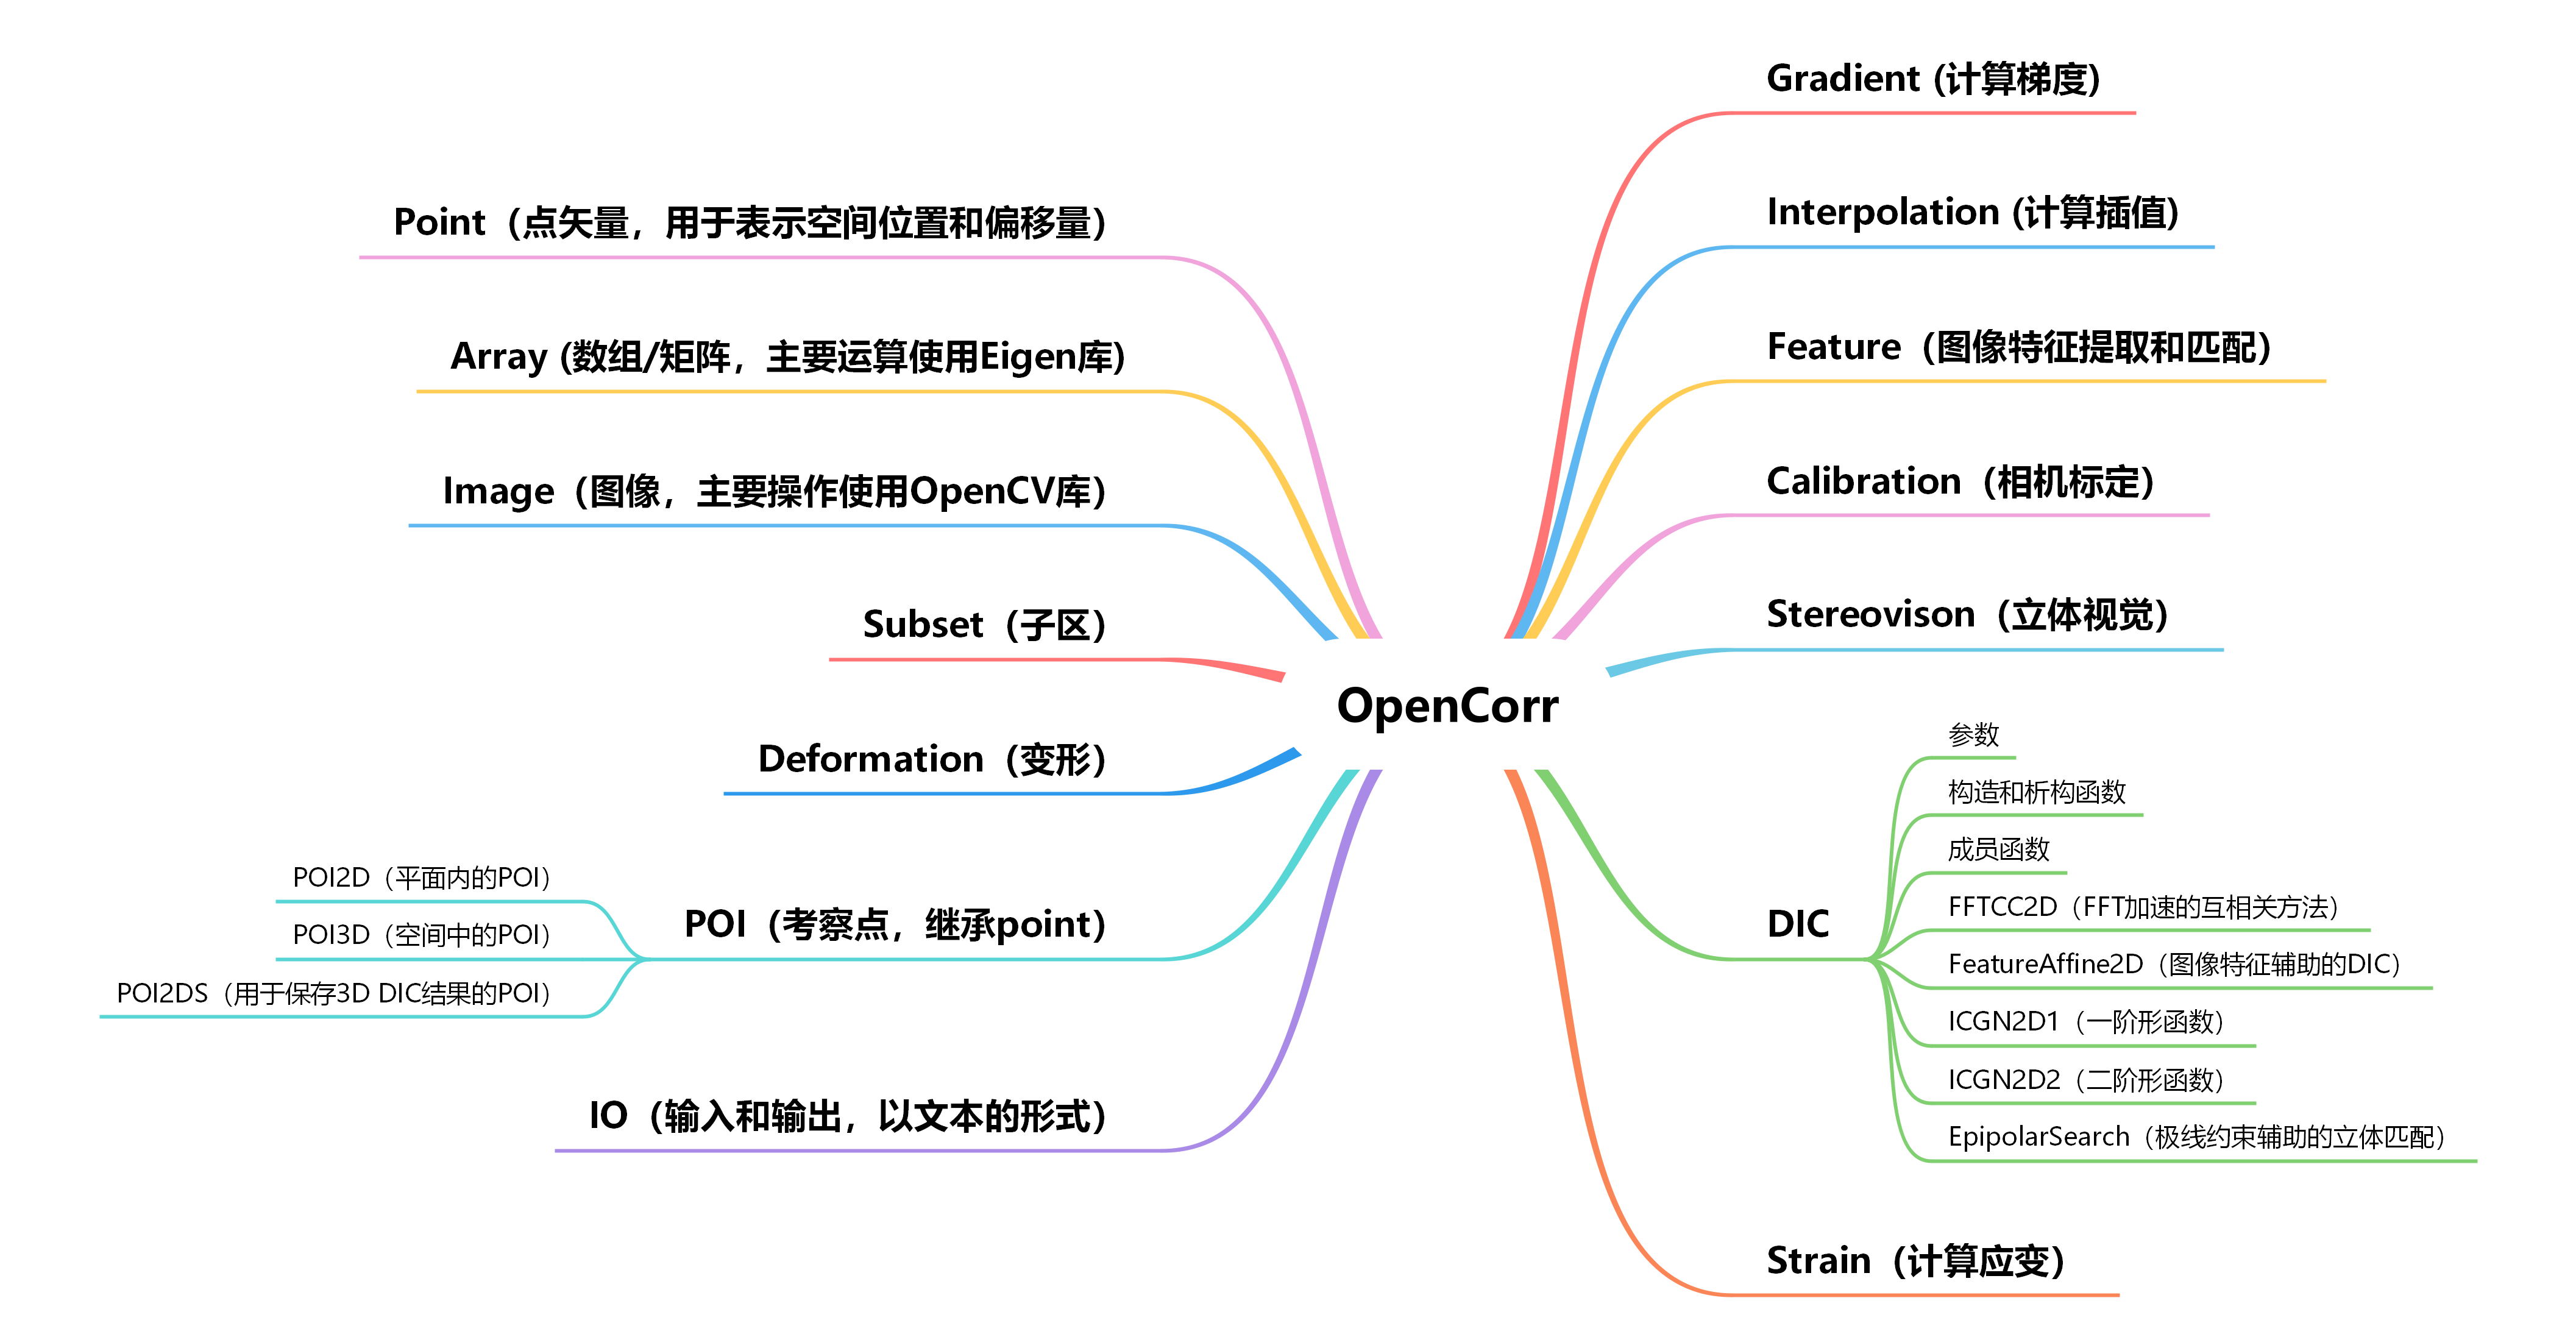 OpenCorr
Point（点矢量，用于表示空间位置和偏移量）
Array (数组/矩阵，主要运算使用Eigen库)
Image（图像，主要操作使用OpenCV库）
Subset（子区）
Deformation（变形）
POI（考察点，继承point）
POI2D（平面内的POI）
POI3D（空间中的POI）
POI2DS（用于保存3D DIC结果的POI）
IO（输入和输出，以文本的形式）
Gradient (计算梯度)
Interpolation (计算插值)
Feature（图像特征提取和匹配）
Calibration（相机标定）
Stereovison（立体视觉）
DIC
参数
构造和析构函数
成员函数
FFTCC2D（FFT加速的互相关方法）
FeatureAffine2D（图像特征辅助的DIC）
ICGN2D1（一阶形函数）
ICGN2D2（二阶形函数）
EpipolarSearch（极线约束辅助的立体匹配）
Strain（计算应变）